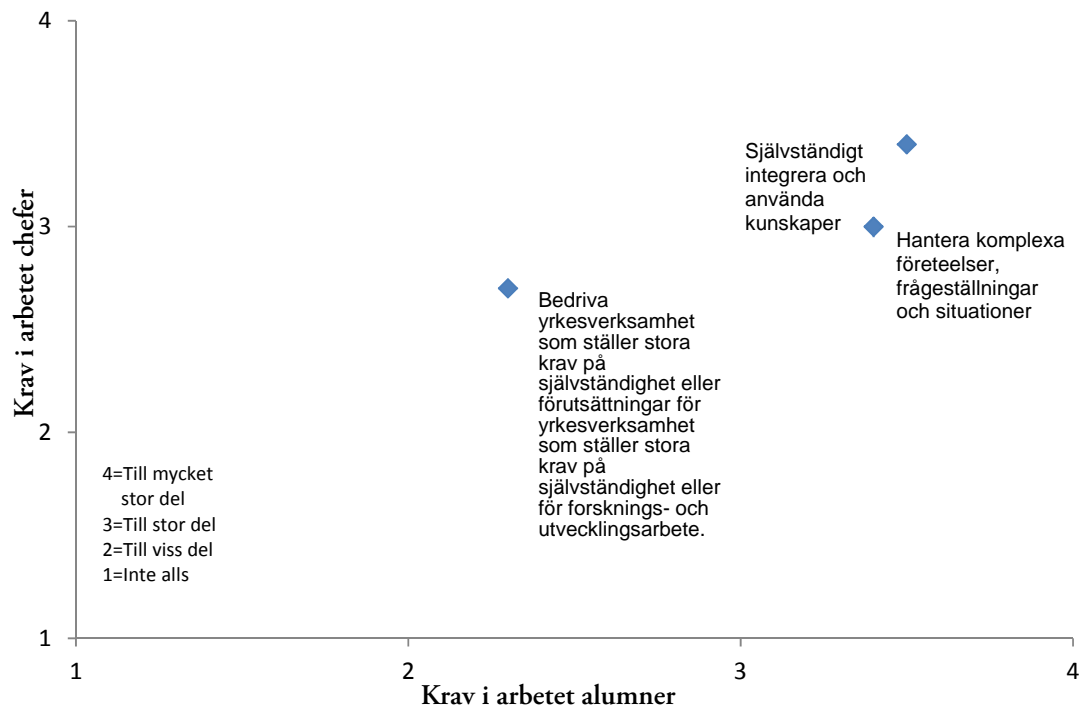 4
Självständigt
integrera och
använda
kunskaper
3
Hantera komplexa
företeelser,
frågeställningar
och situationer
Bedriva
yrkesverksamhet
som ställer stora
krav på
självständighet eller
förutsättningar för
yrkesverksamhet
som ställer stora
krav på
självständighet eller
för forsknings- och
utvecklingsarbete.
Krav i arbetet chefer
2
4=Till mycket
stor del
3=Till stor del
2=Till viss del
1=Inte alls
1
1 2 3 4
Krav i arbetet alumner